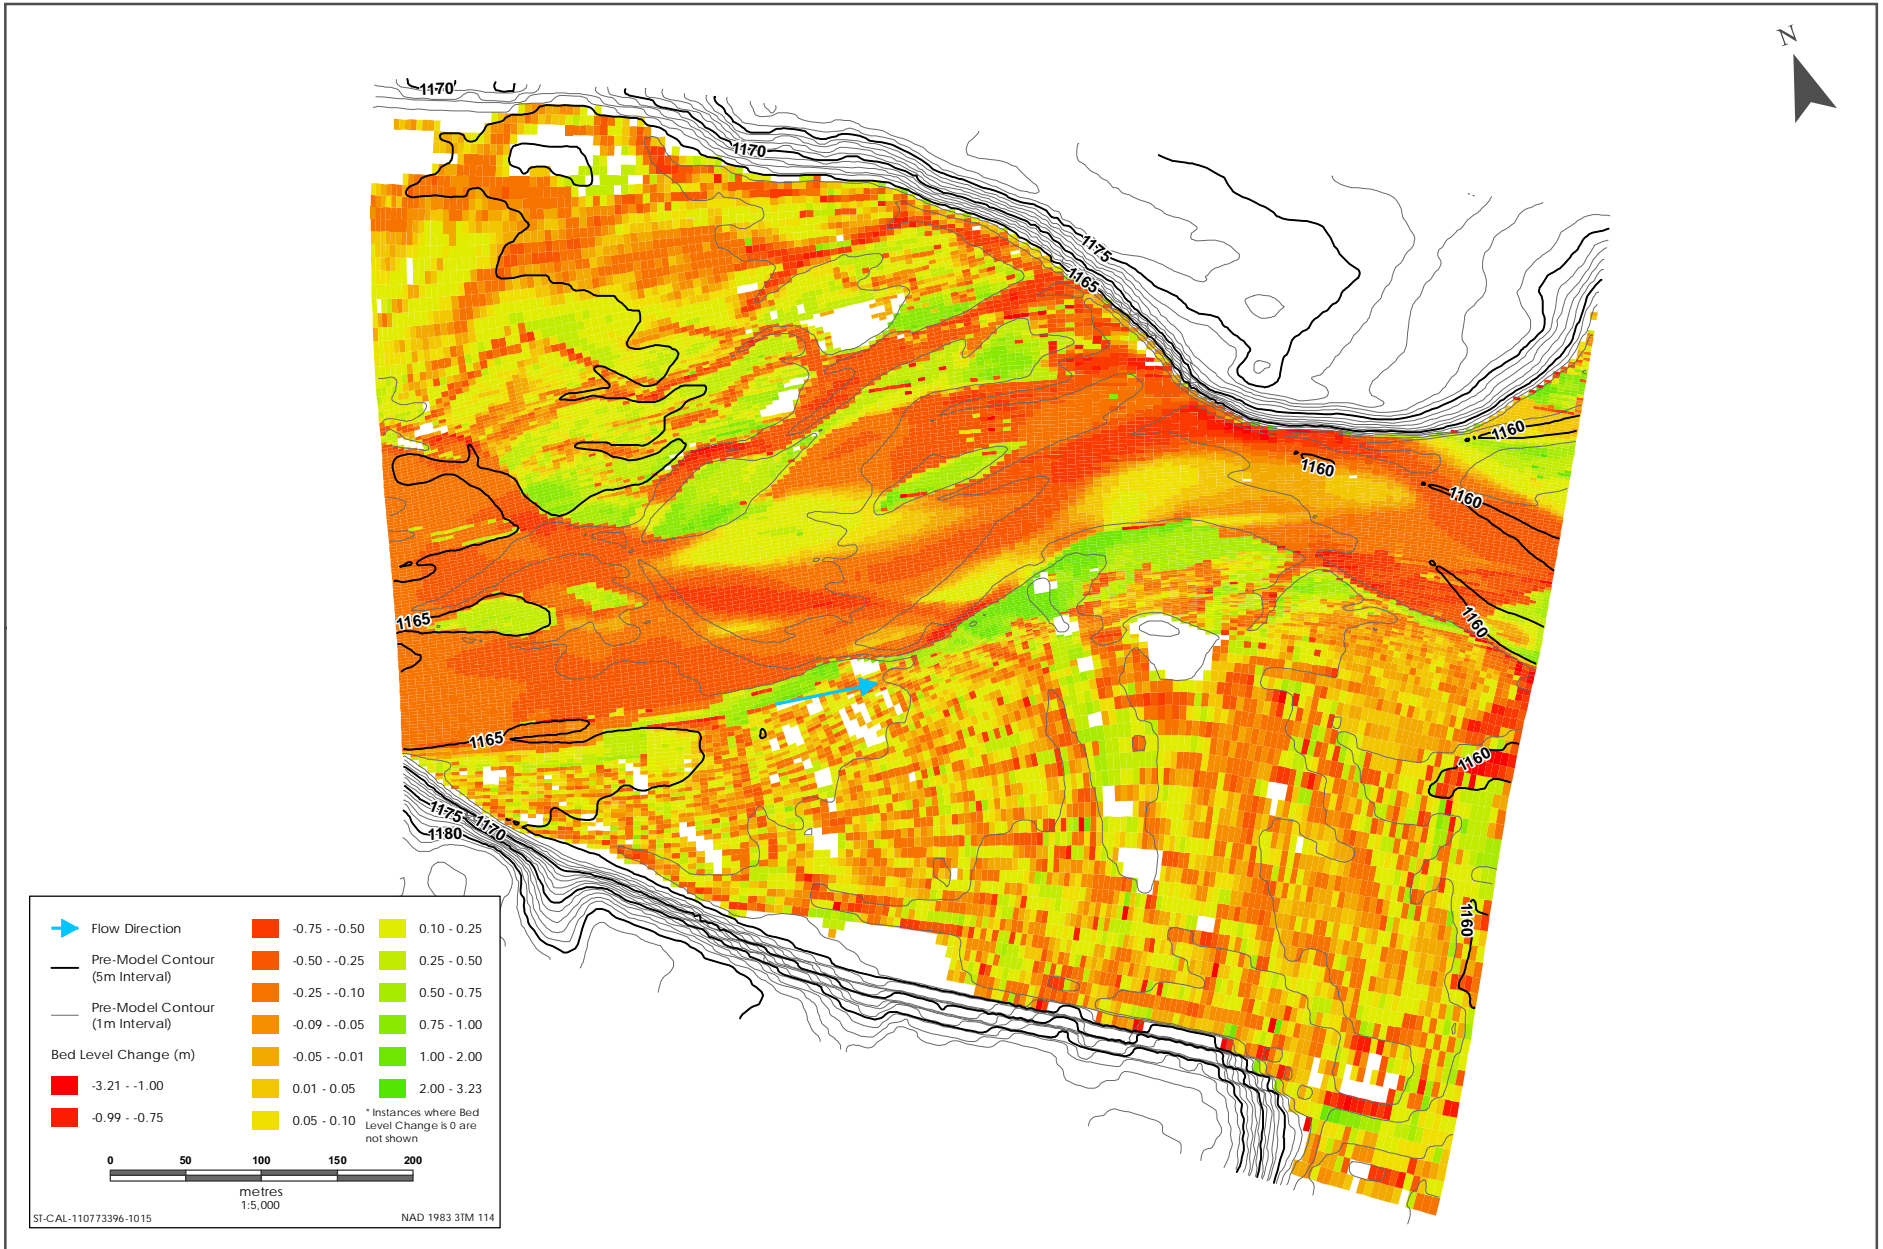 N
1170
1170
1175
1165
1160
1160
1160
1165
1160
1165
1160
1175
1170
1180
1160
Flow Direction
Pre-Model Contour
(5m Interval)
Pre-Model Contour
(1m Interval)
Bed Level Change (m)
-3.21 - -1.00
-0.99 - -0.75
-0.75 - -0.50
-0.50 - -0.25
-0.25 - -0.10
-0.09 - -0.05
-0.05 - -0.01
0.01 - 0.05
0.05 - 0.10
0.10 - 0.25
0.25 - 0.50
0.50 - 0.75
0.75 - 1.00
1.00 - 2.00
2.00 - 3.23
* Instances where Bed
Level Change is 0 are
not shown
0 50 100 150 200
metres
1:5,000
ST-CAL-110773396-1015
NAD 1983 3TM 114